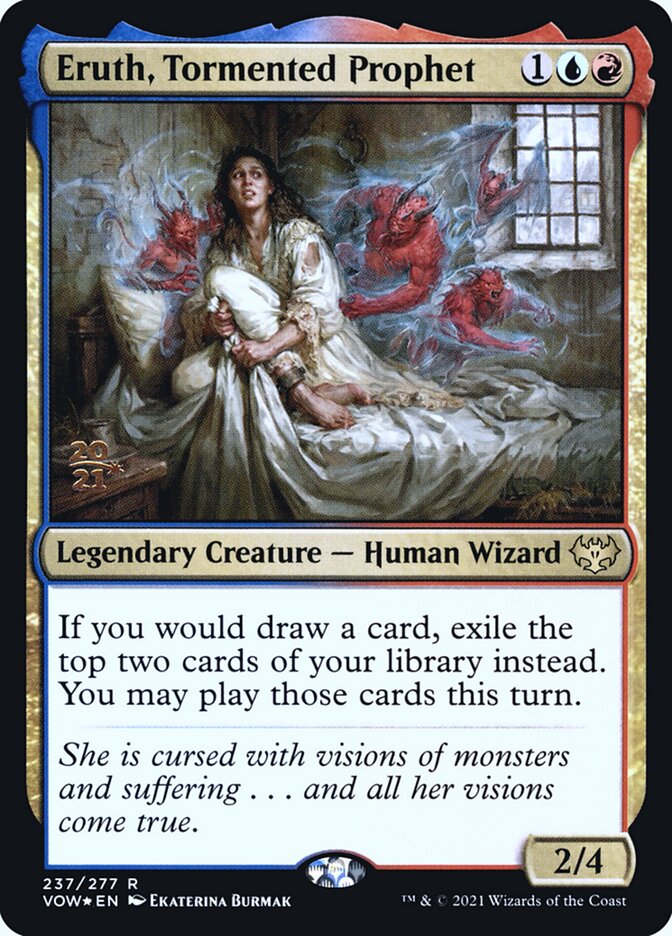 Eruth, Tormented Prophet 1
20
21
Legendary Creature — Human Wizard
If you would draw a card, exile the
top two cards of your library instead.
You may play those cards this turn.
She is cursed with visions of monsters
and suffering . . . and all her visions
come true.
2/4
237/277 R
VOW★EN Ekaterina Burmak
™ & © 2021 Wizards of the Coast